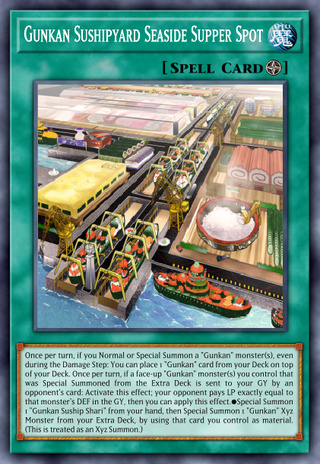 Gunkan Sushipyard Seaside Supper Spot
魔
[Spell Card]
Once per turn, if you Normal or Special Summon a "Gunkan" monster(s), even
during the Damage Step: You can place 1 "Gunkan" card from your Deck on top
of your Deck. Once per turn, if a face-up "Gunkan" monster(s) you control that
was Special Summoned from the Extra Deck is sent to your GY by an
opponent's card: Activate this effect; your opponent pays LP exactly equal to
that monster's DEF in the GY, then you can apply this effect.●Special Summon
1 "Gunkan Suship Shari" from your hand, then Special Summon 1 "Gunkan" Xyz
Monster from your Extra Deck, by using that card you control as material.
(This is treated as an Xyz Summon.)